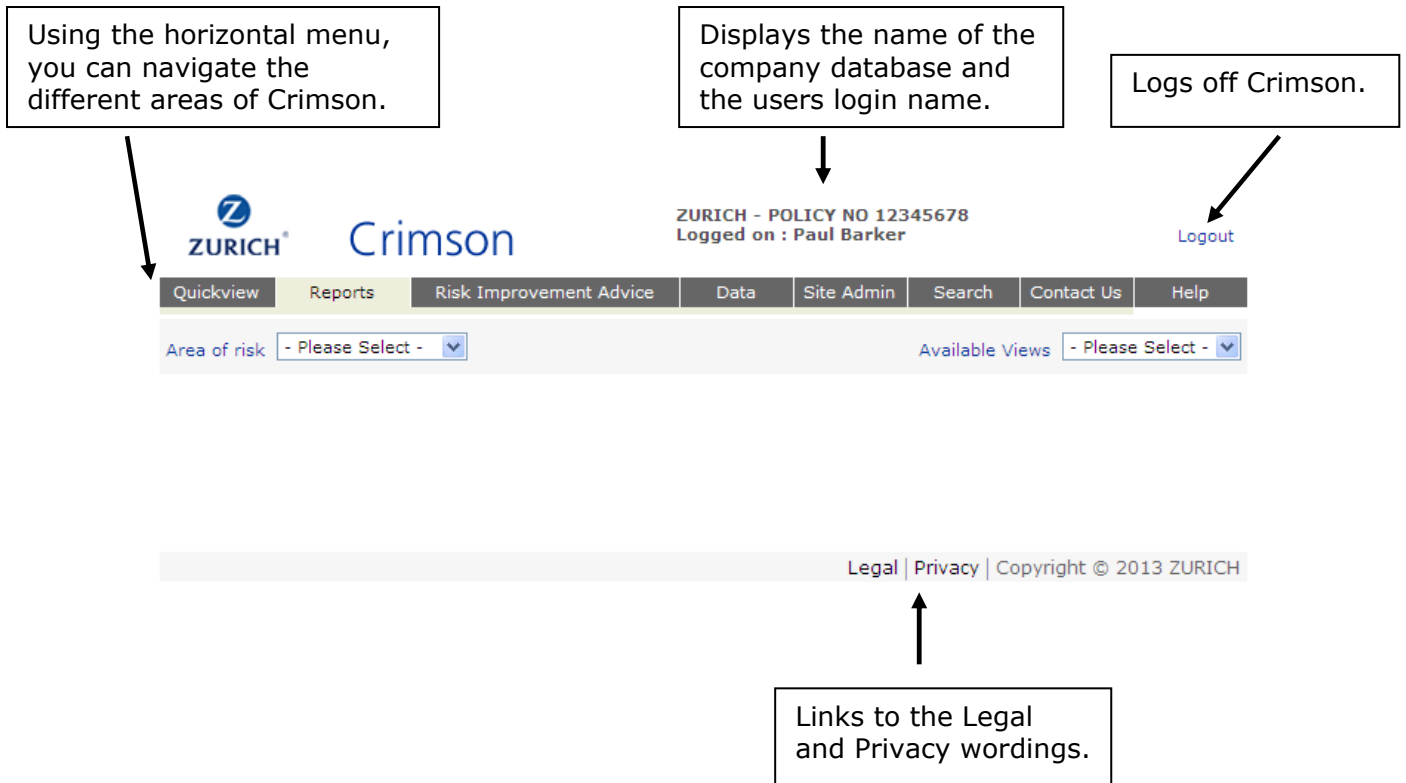 Using the horizontal menu,
you can navigate the
different areas of Crimson.
Displays the name of the
company database and
the users login name.
Logs off Crimson.
Z
ZURICH®
Crimson
ZURICH - POLICY NO 12345678
Logged on : Paul Barker
Logout
Quickview Reports Risk Improvement Advice Data Site Admin Search Contact Us Help
Area of risk - Please Select - Available Views - Please Select -
Legal | Privacy | Copyright © 2013 ZURICH
Links to the Legal
and Privacy wordings.